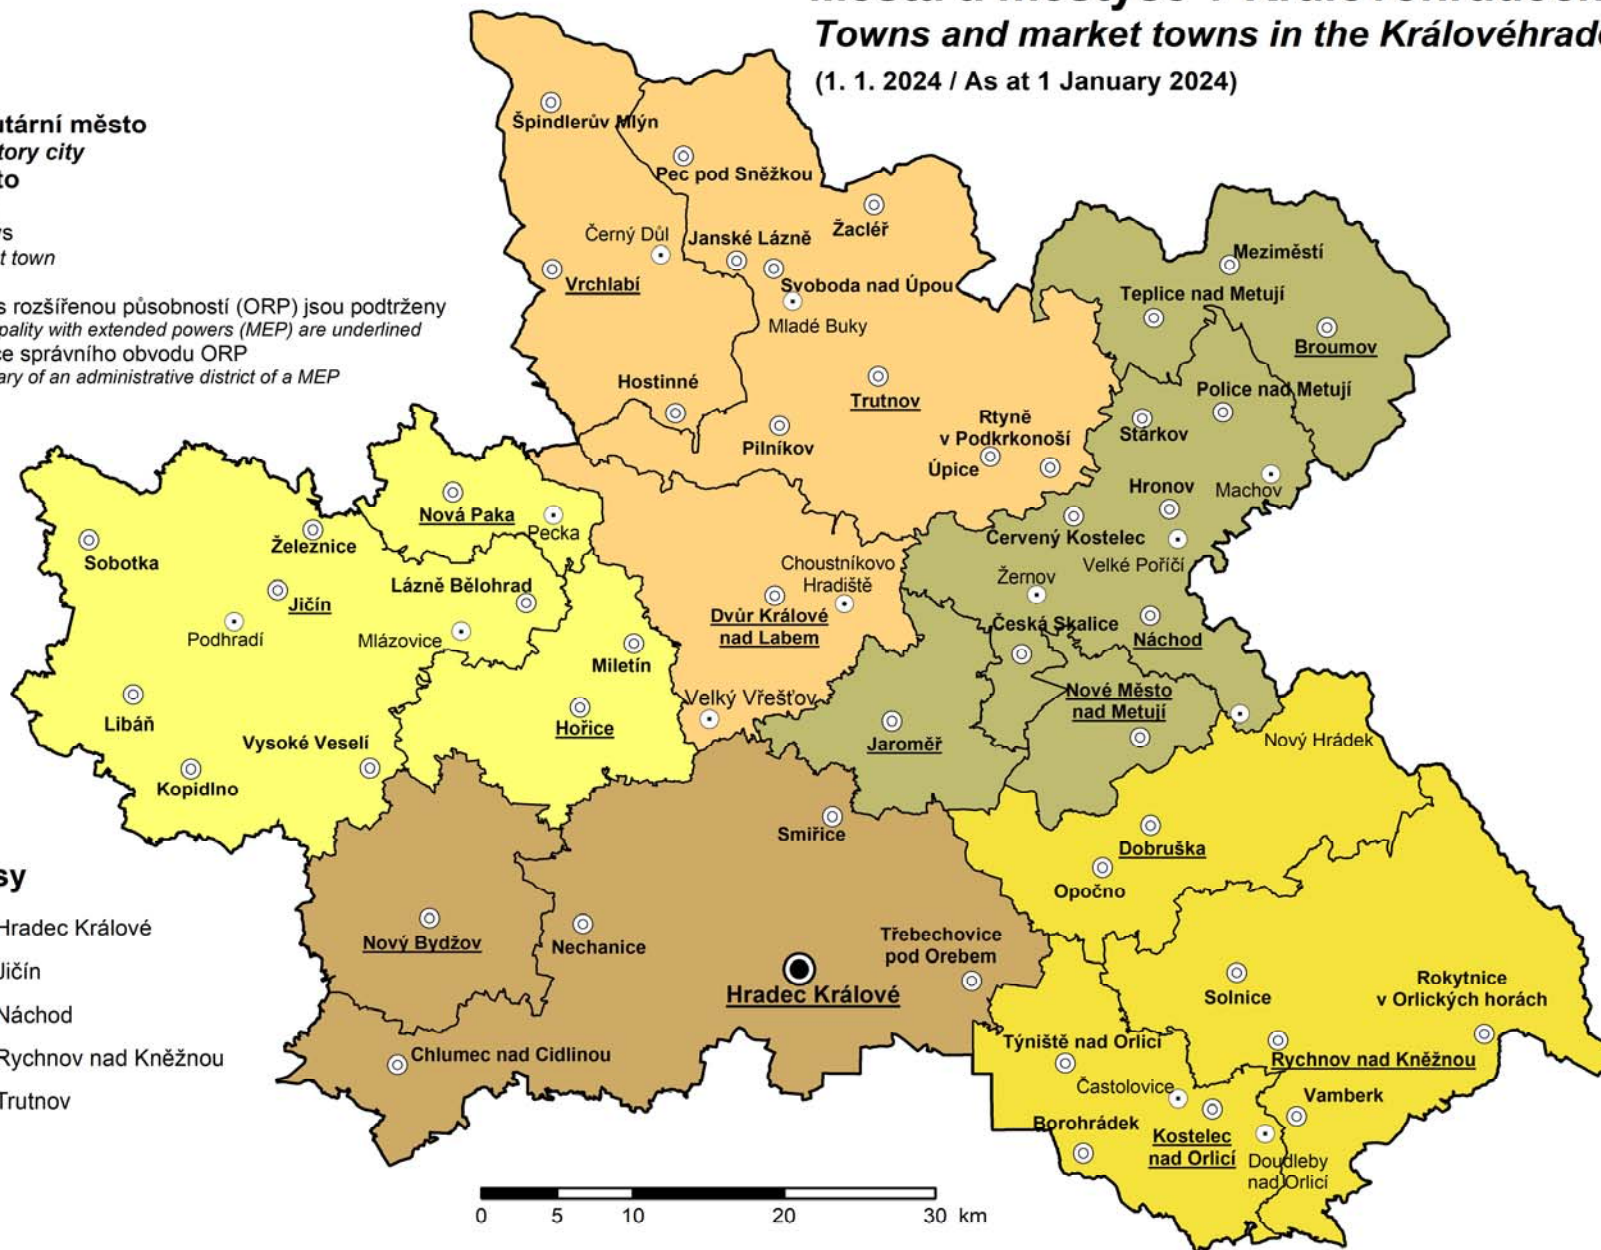 Towns and market towns in the Královéhrade
(1. 1. 2024 / As at 1 January 2024)
utární město
tory city
to
ys
t town
s rozšířenou působností (ORP) jsou podtrženy
pality with extended powers (MEP) are underlined
ce správního obvodu ORP
ary of an administrative district of a MEP
Špindlerův Mlýn
Pec pod Sněžkou
Žacléř
Černý Důl
Janské Lázně
Vrchlabí
Svoboda nad Úpou
Mladé Buky
Meziměstí
Teplice nad Metují
Broumov
Hostinné
Trutnov
Police nad Metují
Pilníkov
Rtyně
v Podkrkonoší
Stárkov
Úpice
Hronov
Machov
Nová Paka
Pecka
Železnice
Sobotka
Červený Kostelec
Velké Poříčí
Choustníkovo
Hradiště
Žernov
Lázně Bělohrad
Jičín
Podhradí
Mlázovice
Dvůr Králové
nad Labem
Česká Skalice
Náchod
Miletín
Velký Vřešťov
Nové Město
nad Metují
Libáň
Hořice
Jaroměř
Nový Hrádek
Vysoké Veselí
Kopidlno
Smiřice
Dobruška
Opočno
sy
Hradec Králové
Jičín
Náchod
Rychnov nad Kněžnou
Trutnov
Nový Bydžov
Nechanice
Třebechovice
pod Orebem
Hradec Králové
Solnice
Rokytnice
v Orlických horách
Chlumec nad Cidlinou
Týniště nad Orlicí
Rychnov nad Kněžnou
Častolovice
Vamberk
Borohrádek
Kostelec
nad Orlicí
Doudleby
nad Orlicí
0 5 10 20 30 km